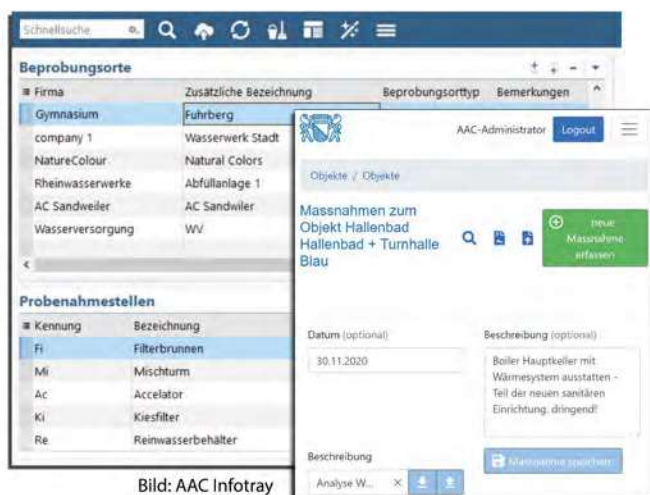 Schnellsuche
Beprobungsorte
Firma Zusätzliche Bezeichnung Beprobungsorttyp Bemerkungen
Gymnasium Fuhrberg
company 1 Wasserwerk Stadt
NatureColour Natural Colors
Rheinwasserwerke Abfüllanlage 1
AC Sandweiler AC Sandwiler
Wasserversorgung WV
Probenahmestellen
Kennung Bezeichnung
Fi Filterbrunnen
Mi Mischturm
Ac Accelator
Ki Kiesfilter
Re Reinwasserbehälter
Bild: AAC Infotray
AAC-Administrator Logout
Objekte / Objekte
Massnahmen zum
Objekt Hallenbad
Hallenbad + Turnhalle
Blau
neue
Massnahme
erfassen
Datum (optional) Beschreibung (optional)
30.11.2020
Boiler Hauptkeller mit
Wärmesystem ausstatten -
Teil der neuen sanitären
Einrichtung. dringend!
Beschreibung
Massnahme speichern
Analyse W...